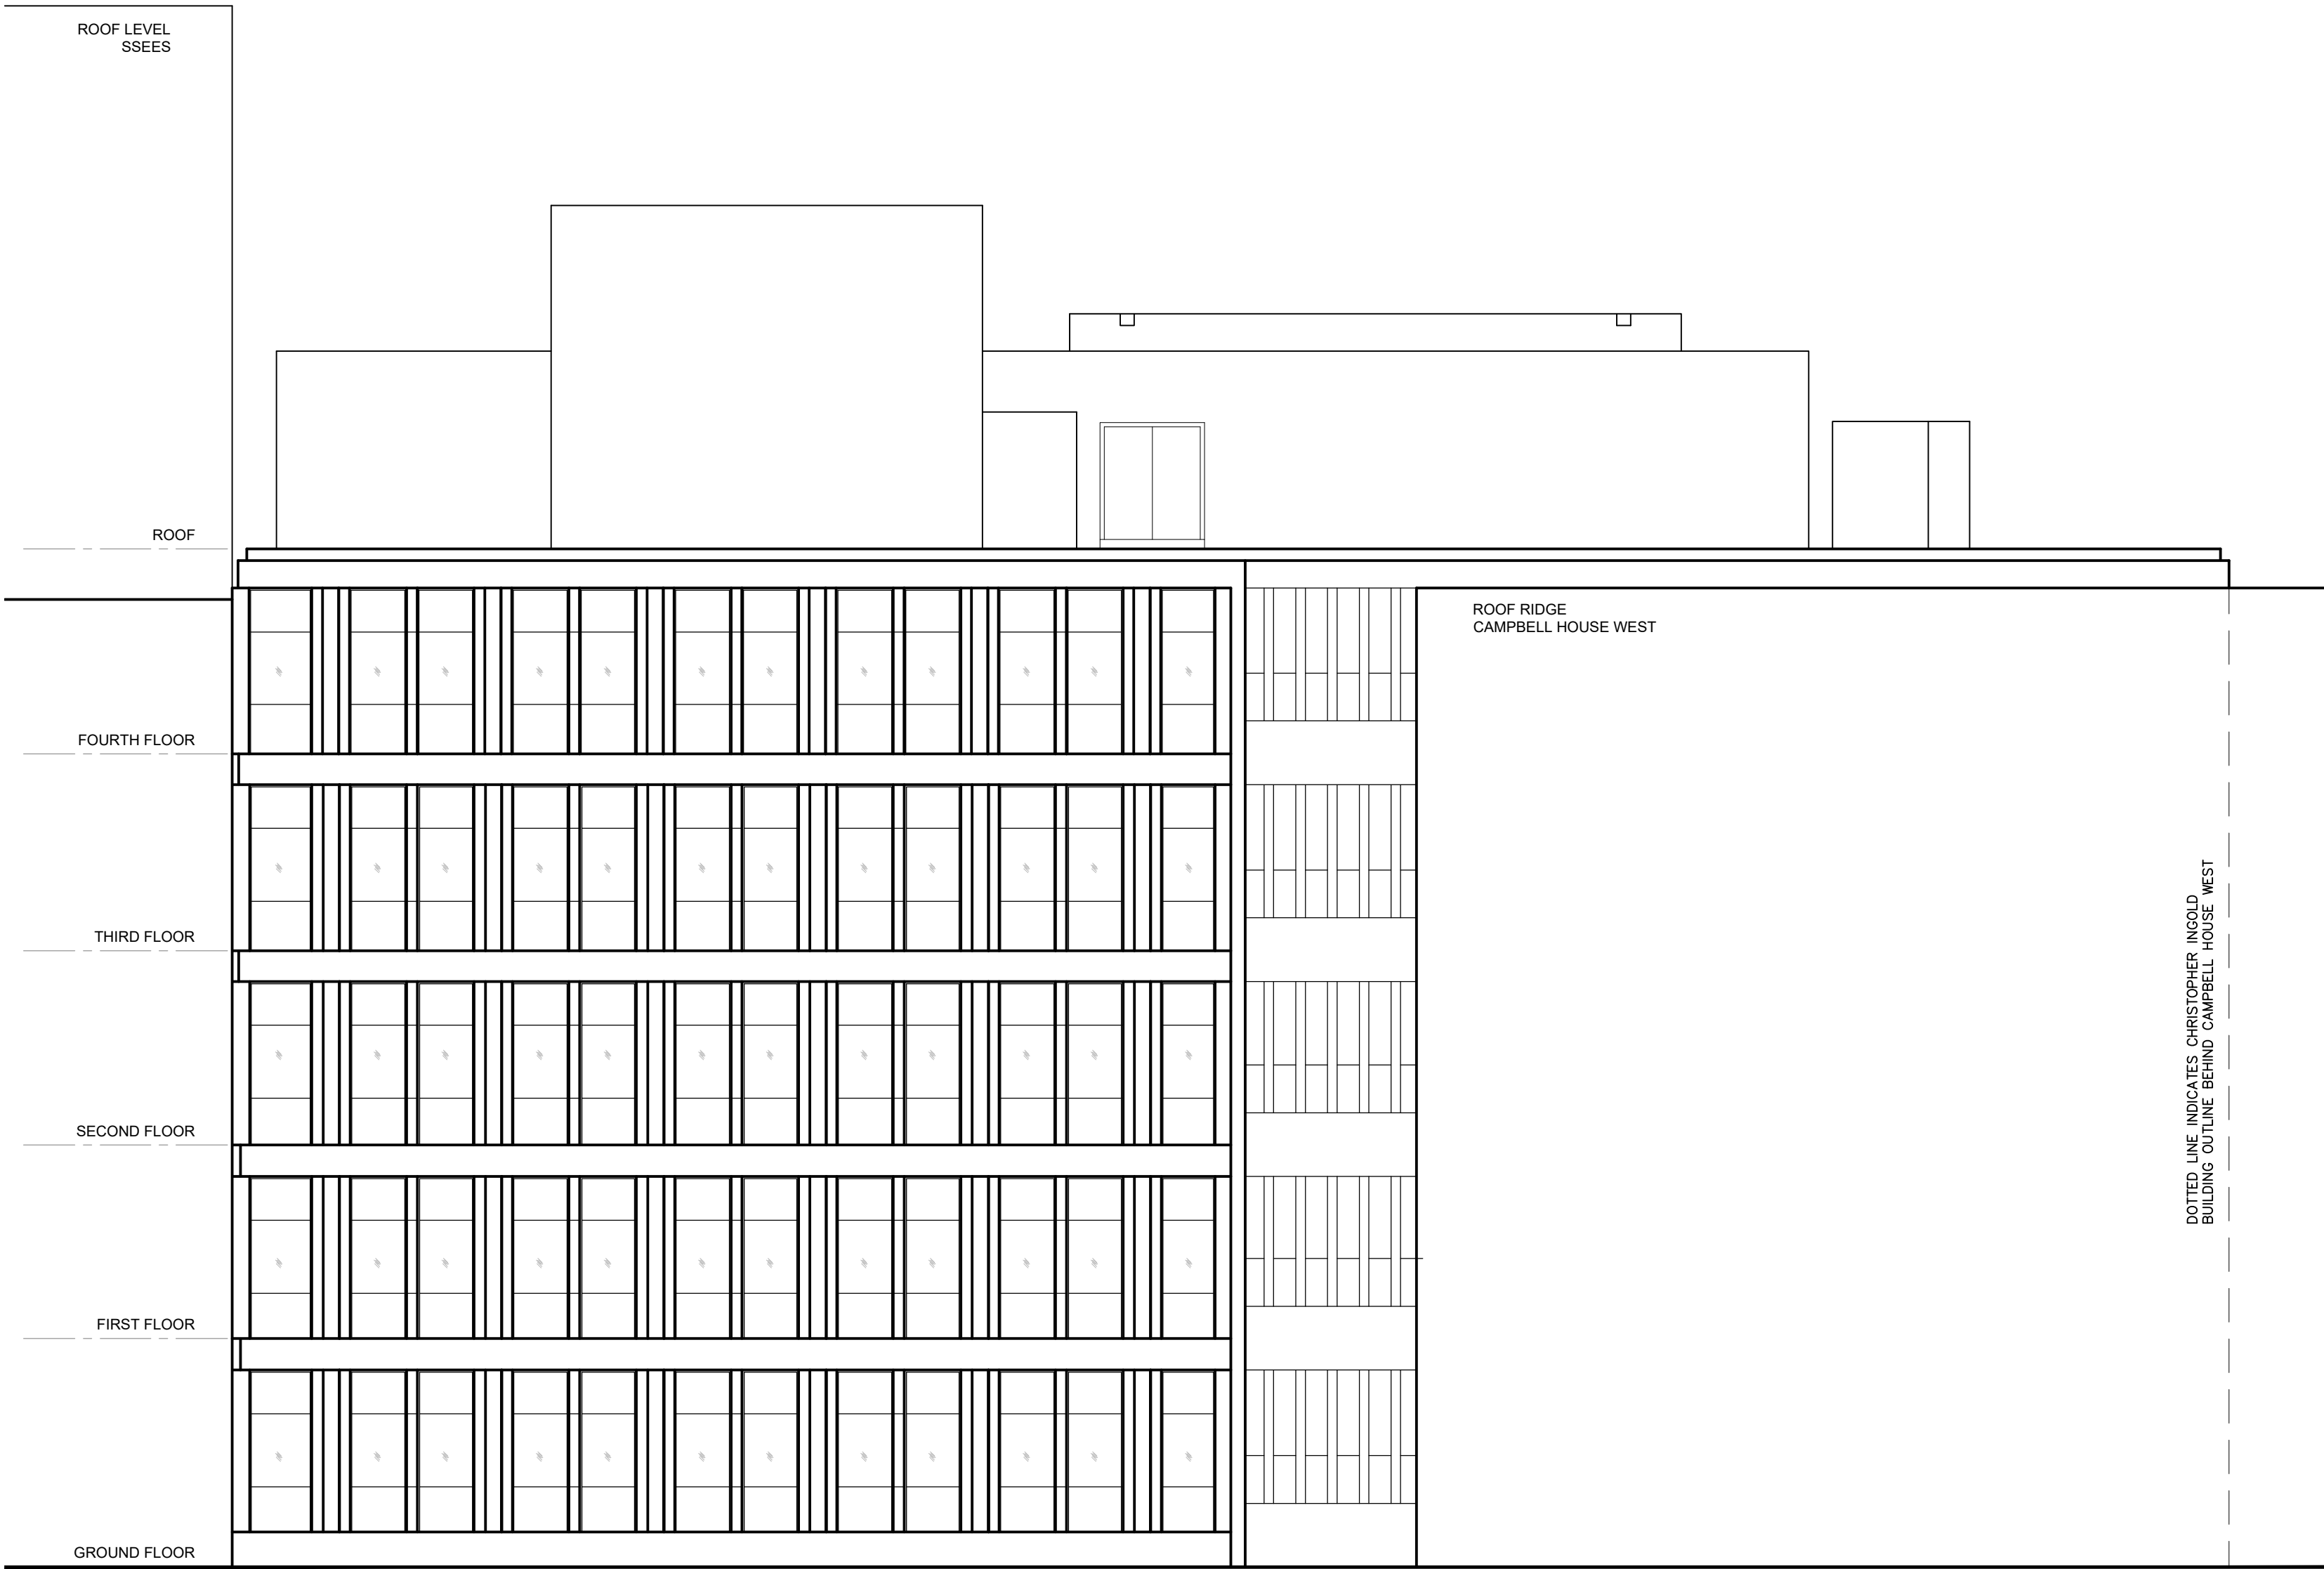 ROOF LEVEL
SSEES
ROOF
ROOF RIDGE
CAMPBELL HOUSE WEST
FOURTH FLOOR
THIRD FLOOR
DOTTED LINE INDICATES CHRISTOPHER INGOLD
BUILDING OUTLINE BEHIND CAMPBELL HOUSE WEST
SECOND FLOOR
FIRST FLOOR
GROUND FLOOR